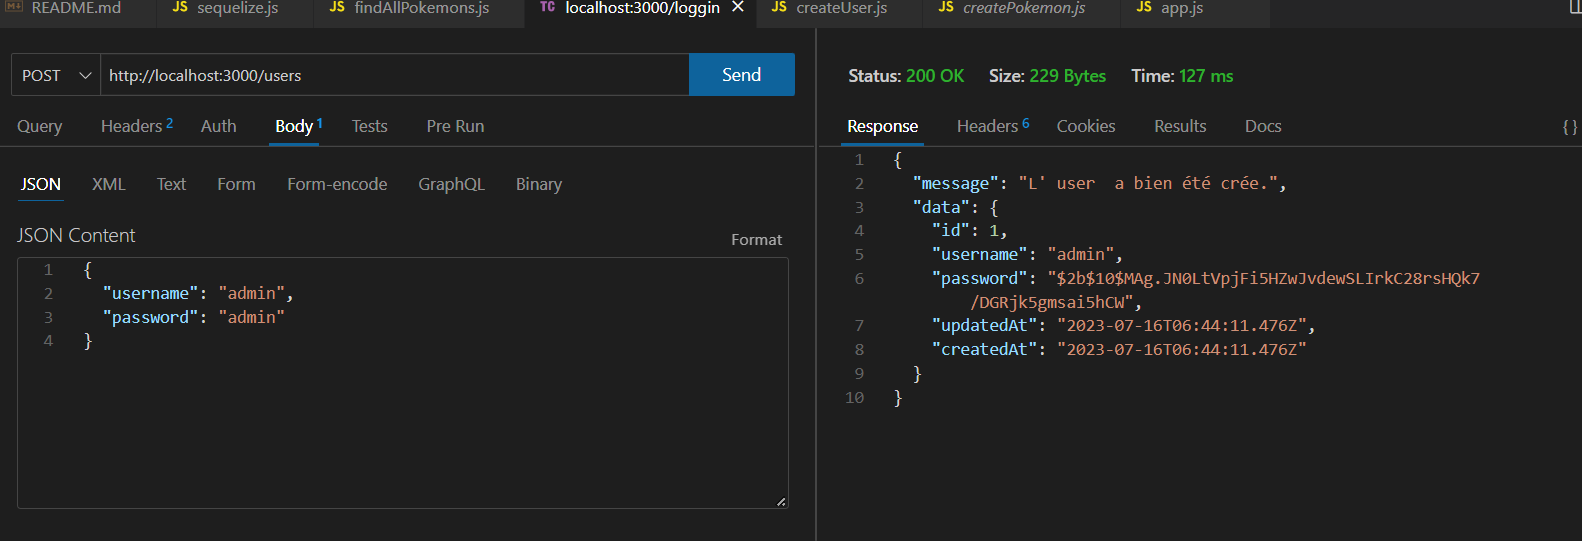 README.md JS sequelize.js JS findAllPokemons.js TC localhost:3000/loggin × JS createUser.js JS createPokemon.js JS app.js
POST http://localhost:3000/users Send
Status: 200 OK Size: 229 Bytes Time: 127 ms
Query Headers 2 Auth Body 1 Tests Pre Run
Response Headers 6 Cookies Results Docs {}
JSON XML Text Form Form-encode GraphQL Binary
JSON Content
Format
1 {
2 "username": "admin",
3 "password": "admin"
4 }
1 {
2 "message": "L' user  a bien été crée.",
3 "data": {
4 "id": 1,
5 "username": "admin",
6 "password": "$2b$10$MAg.JN0LtVpjFi5HZwJvdewSLIrkC28rsHQk7
/DGRjk5gmsai5hCW",
7 "updatedAt": "2023-07-16T06:44:11.476Z",
8 "createdAt": "2023-07-16T06:44:11.476Z"
9 }
10 }